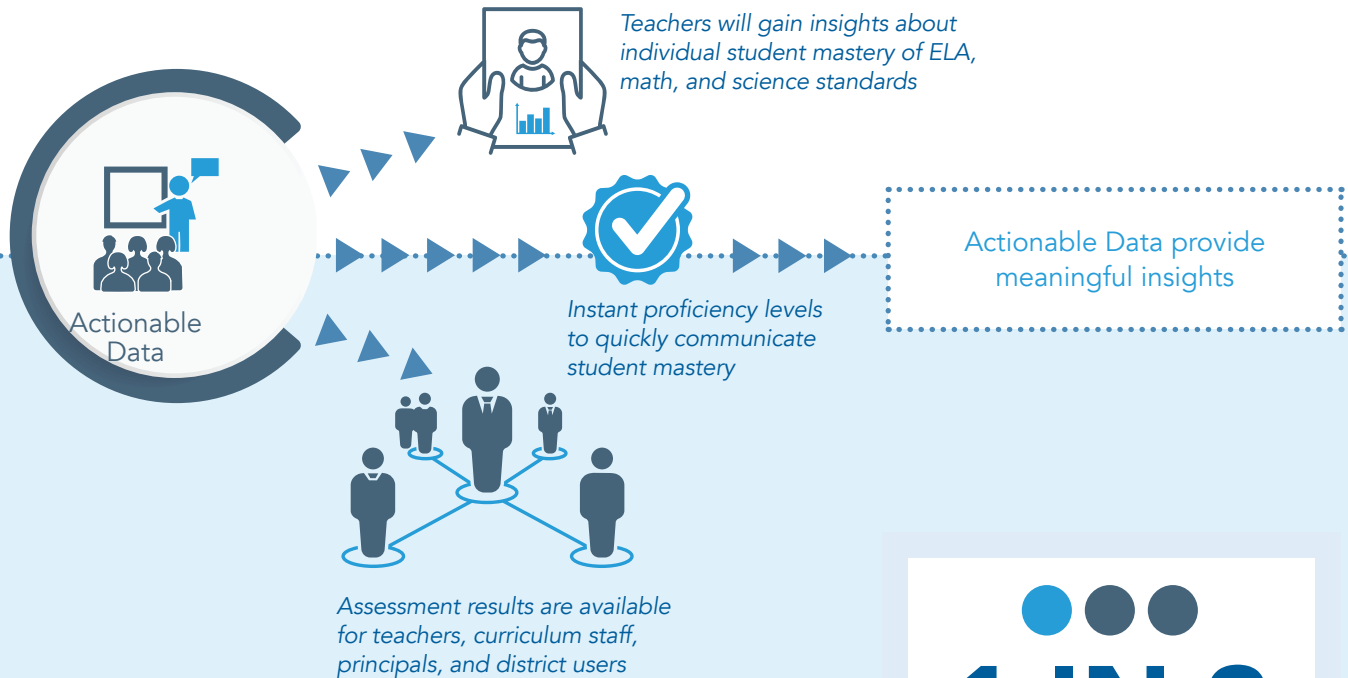 Teachers will gain insights about
individual student mastery of ELA,
math, and science standards
Actionable
Data
Instant proficiency levels
to quickly communicate
student mastery
Actionable Data provide
meaningful insights
Assessment results are available
for teachers, curriculum staff,
principals, and district users
IN